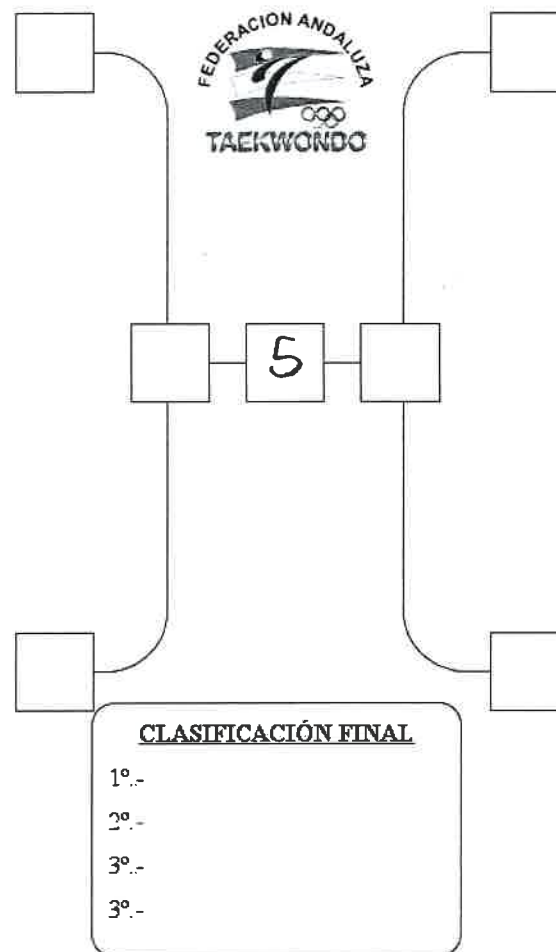 FEDERACION ANDALUZA
TAEKWONDO
5
CLASIFICACIÓN FINAL
1º.-
2º.-
3º.-
3º.-